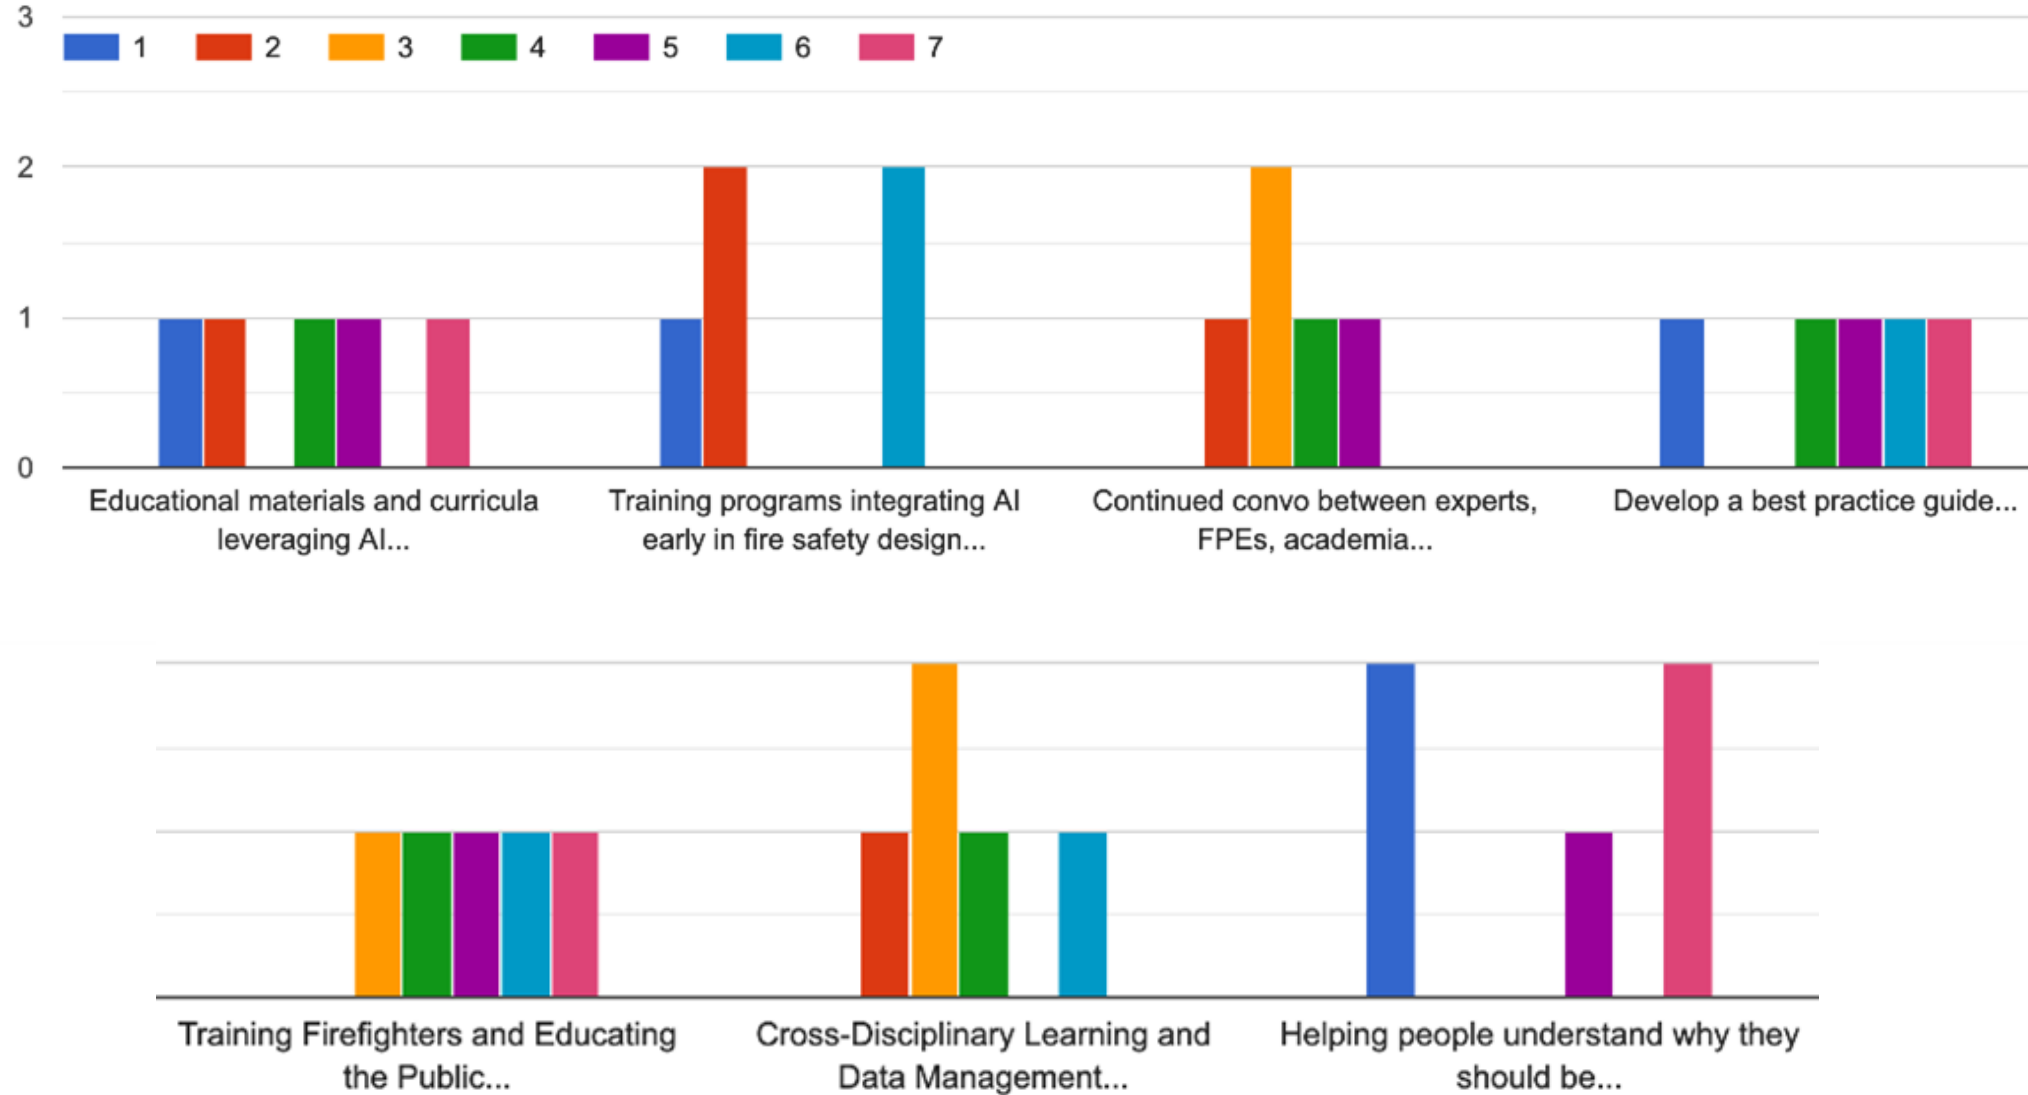 3
1 2 3 4 5 6 7
2
1
0
Educational materials and curricula
leveraging AI...
Training programs integrating AI
early in fire safety design...
Continued convo between experts,
FPEs, academia...
Develop a best practice guide...
Training Firefighters and Educating
the Public...
Cross-Disciplinary Learning and
Data Management...
Helping people understand why they
should be...